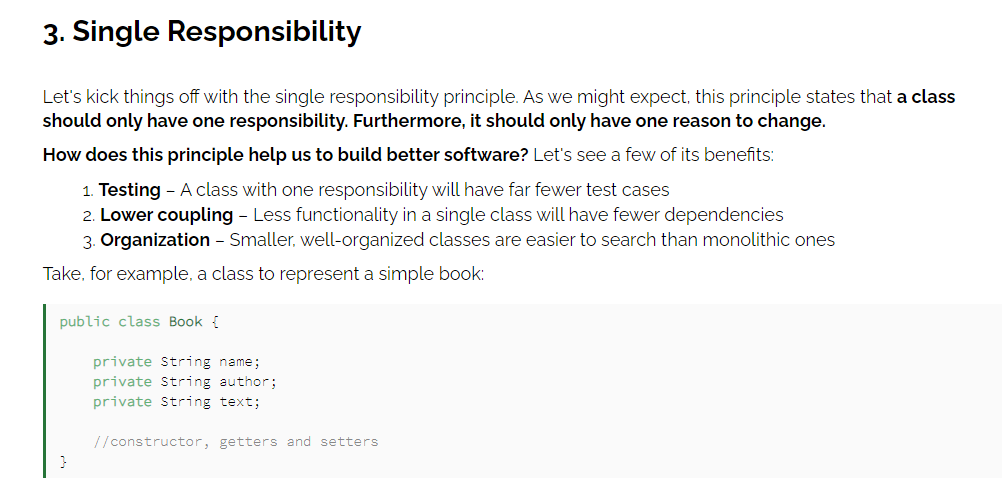 3. Single Responsibility
Let's kick things off with the single responsibility principle. As we might expect, this principle states that a class
should only have one responsibility. Furthermore, it should only have one reason to change.
How does this principle help us to build better software? Let's see a few of its benefits:
1. Testing – A class with one responsibility will have far fewer test cases
2. Lower coupling – Less functionality in a single class will have fewer dependencies
3. Organization – Smaller, well-organized classes are easier to search than monolithic ones
Take, for example, a class to represent a simple book:
public class Book {
    private String name;
    private String author;
    private String text;
    //constructor, getters and setters
}